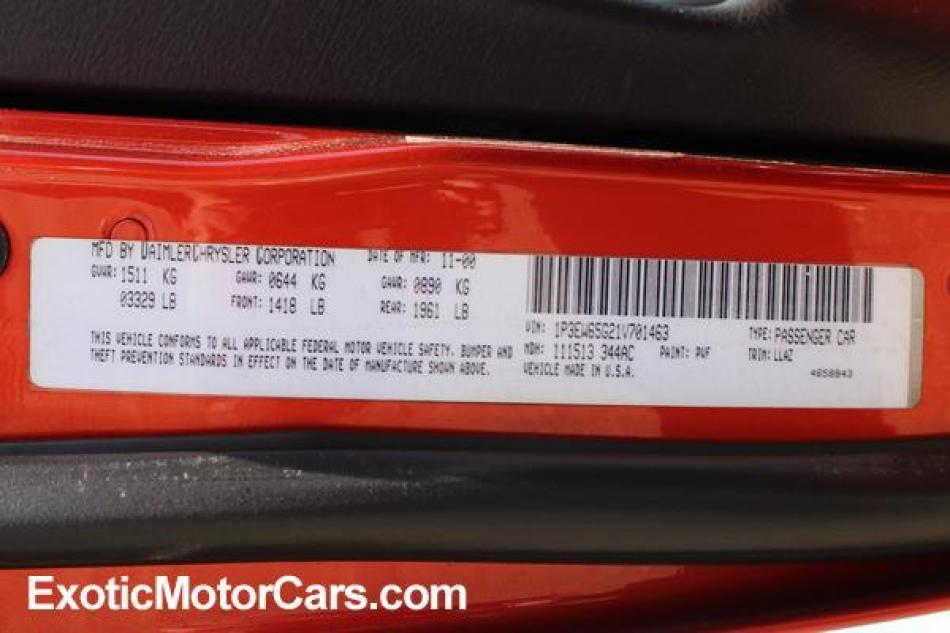 MFD BY DAIMLERCHRYSLER CORPORATION DATE OF MFR: 11-00
GVWR: 1511 KG GAWR: 0644 KG GAWR: 0890 KG
03329 LB FRONT: 1418 LB REAR: 1961 LB
THIS VEHICLE CONFORMS TO ALL APPLICABLE FEDERAL MOTOR VEHICLE SAFETY, BUMPER AND
THEFT PREVENTION STANDARDS IN EFFECT ON THE DATE OF MANUFACTURE SHOWN ABOVE.
VIN: 1P3EW65G21V701463 TYPE: PASSENGER CAR
MDH: 111513 344AC PAINT: PVF TRIM: LLAZ
VEHICLE MADE IN U.S.A. 4658843
ExoticMotorCars.com